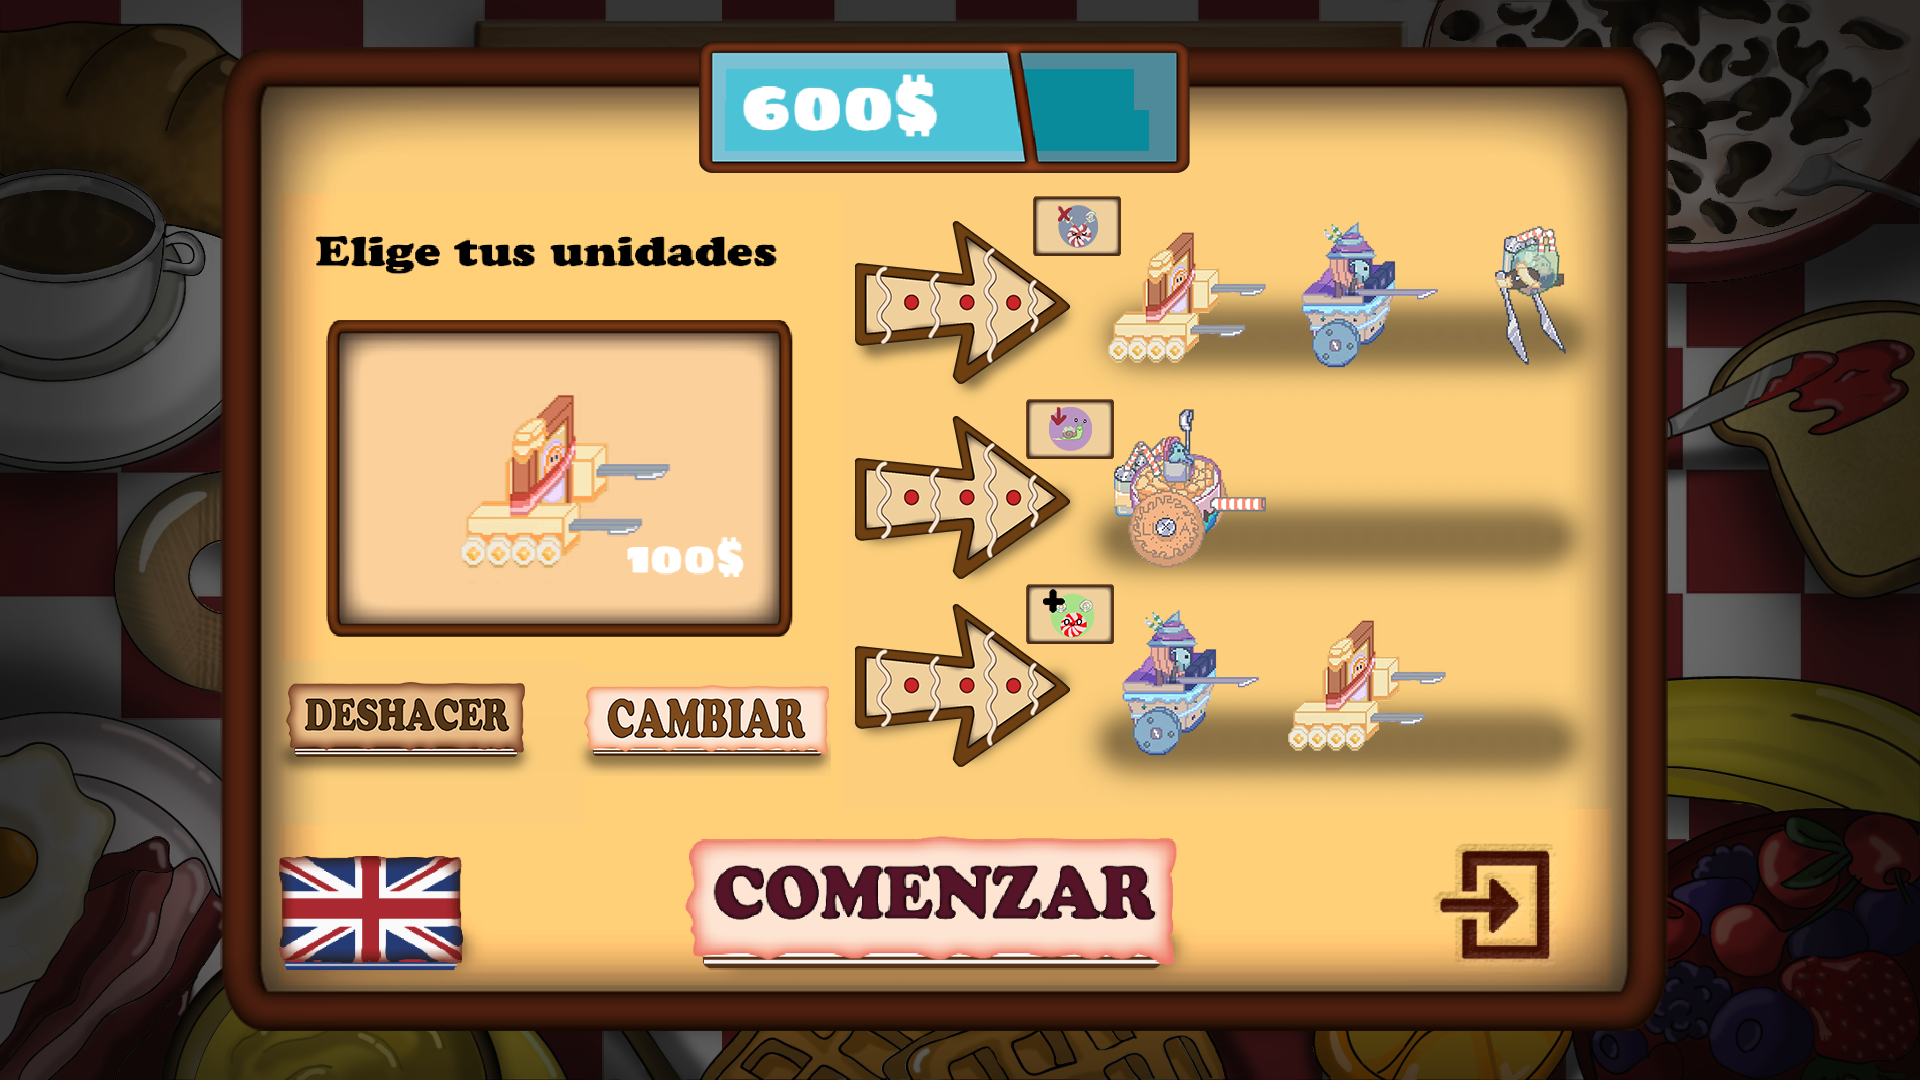 600$
Elige tus unidades
100$
DESHACER
CAMBIAR
COMENZAR